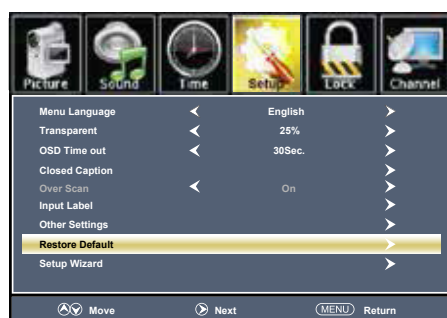 Picture Sound Time Setup Lock Channel
Menu Language English
Transparent 25%
OSD Time out 30Sec.
Closed Caption
Over Scan On
Input Label
Other Settings
Restore Default
Setup Wizard
Move Next MENU Return